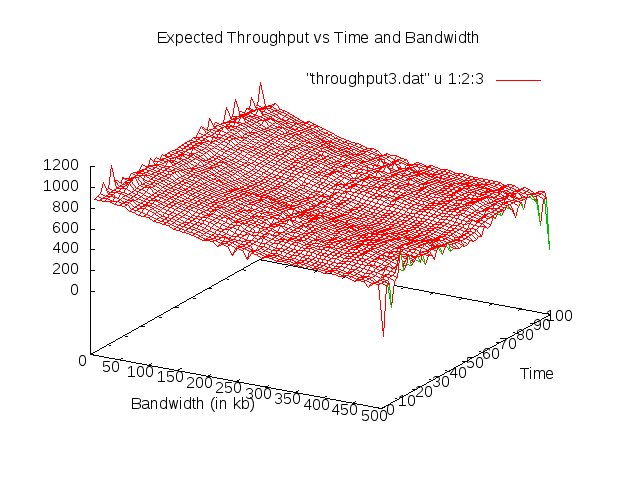 Expected Throughput vs Time and Bandwidth
"throughput3.dat" u 1:2:3
1200
1000
800
600
400
200
0
0 50 100 150 200 250 300 350 400 450 500
Bandwidth (in kb)
0 10 20 30 40 50 60 70 80 90 100
Time